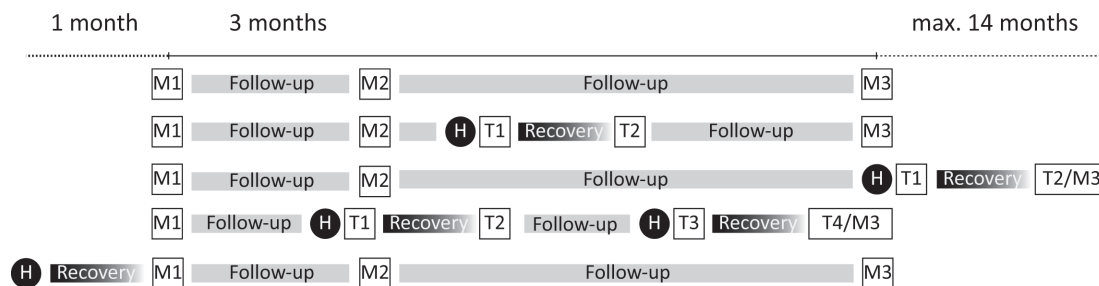 1 month 3 months max. 14 months
M1 Follow-up M2 Follow-up M3
M1 Follow-up M2 H T1 Recovery T2 Follow-up M3
M1 Follow-up M2 Follow-up H T1 Recovery T2/M3
M1 Follow-up H T1 Recovery T2 Follow-up H T3 Recovery T4/M3
H Recovery M1 Follow-up M2 Follow-up M3